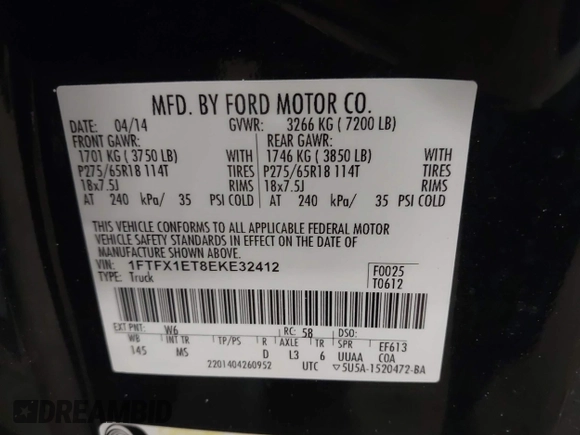 MFD. BY FORD MOTOR CO.
DATE: 04/14 GVWR: 3266 KG ( 7200 LB)
FRONT GAWR: REAR GAWR:
1701 KG ( 3750 LB) WITH 1746 KG ( 3850 LB) WITH
P275/65R18 114T TIRES P275/65R18 114T TIRES
18x7.5J RIMS 18x7.5J RIMS
AT 240 kPa/ 35 PSI COLD AT 240 kPa/ 35 PSI COLD
THIS VEHICLE CONFORMS TO ALL APPLICABLE FEDERAL MOTOR
VEHICLE SAFETY STANDARDS IN EFFECT ON THE DATE OF
MANUFACTURE SHOWN ABOVE.
VIN: 1FTFX1ET8EKE32412 F0025
TYPE: Truck T0612
EXT PNT: W6 RC: 58 DSO:
WB INT TR TP/PS R AXLE TR SPR EF613
145 MS D L3 6 UUAA COA
2201404260952 UTC ▽5U5A-1520472-BA
DREAMBID